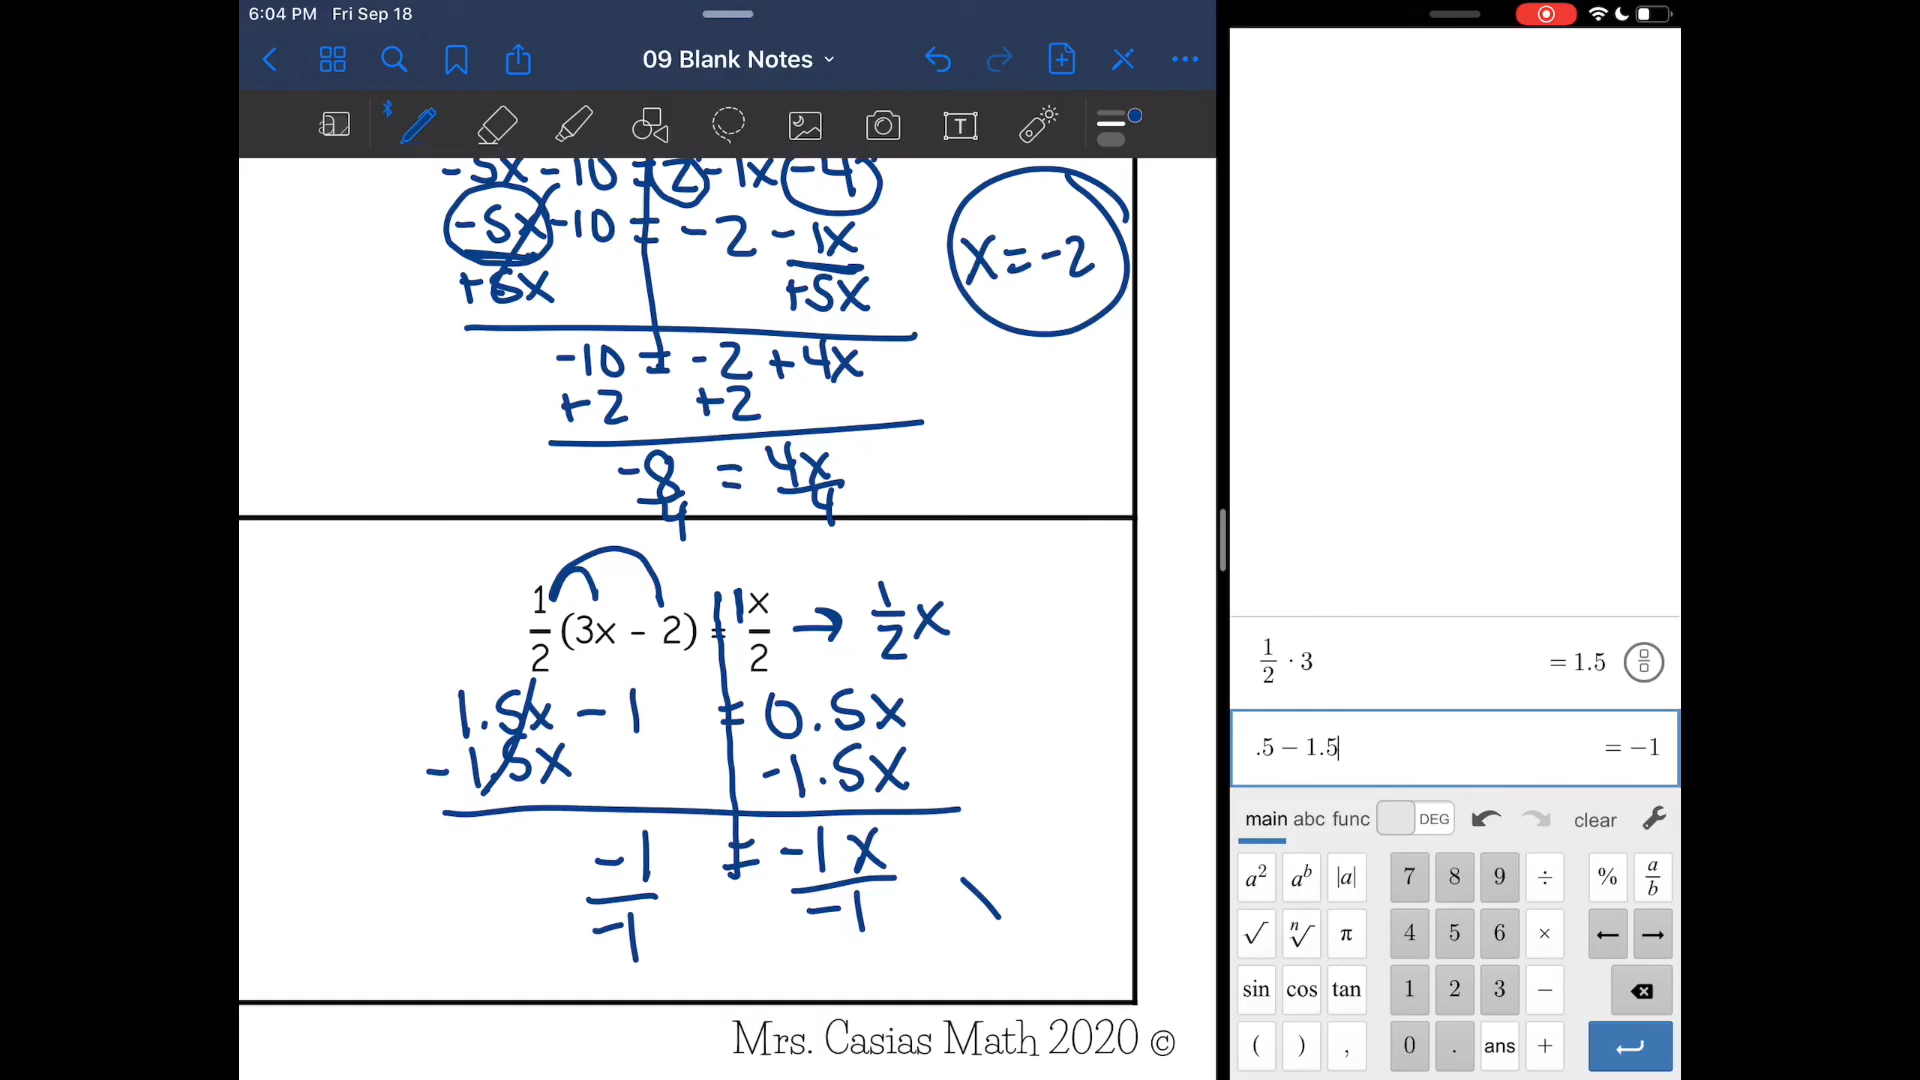 6:04 PM Fri Sep 18
09 Blank Notes
-5x - 10 = 2 - 1x - 4
-5x - 10 = -2 - 1x
+5x +5x
x = -2
-10 = -2 + 4x
+2 +2
-8/4 = 4x/4
1/2 (3x - 2) = 1x/2 → 1/2 x
1.5x - 1 = 0.5x
-1.5x -1.5x
-1/-1 = -1x/-1
Mrs. Casias Math 2020 ©
1/2 · 3 = 1.5
.5 − 1.5 = −1
main abc func DEG clear
a² aᵇ |a| 7 8 9 ÷ % a/b
√ ⁿ√ π 4 5 6 × ← →
sin cos tan 1 2 3 −
( ) , 0 . ans +